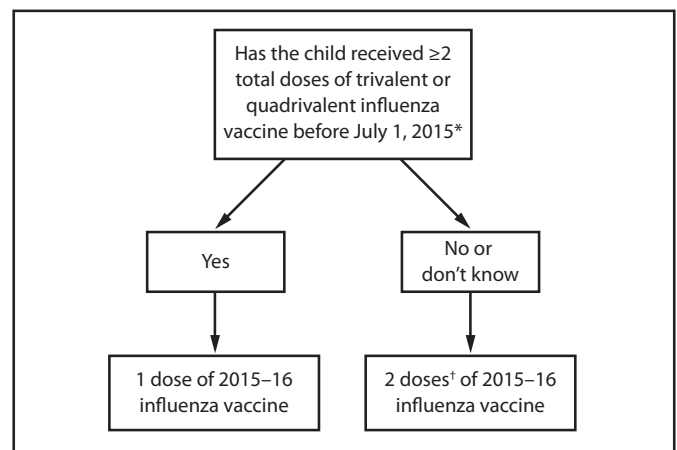 Has the child received ≥2
total doses of trivalent or
quadrivalent influenza
vaccine before July 1, 2015*
Yes
No or
don't know
1 dose of 2015–16
influenza vaccine
2 doses† of 2015–16
influenza vaccine